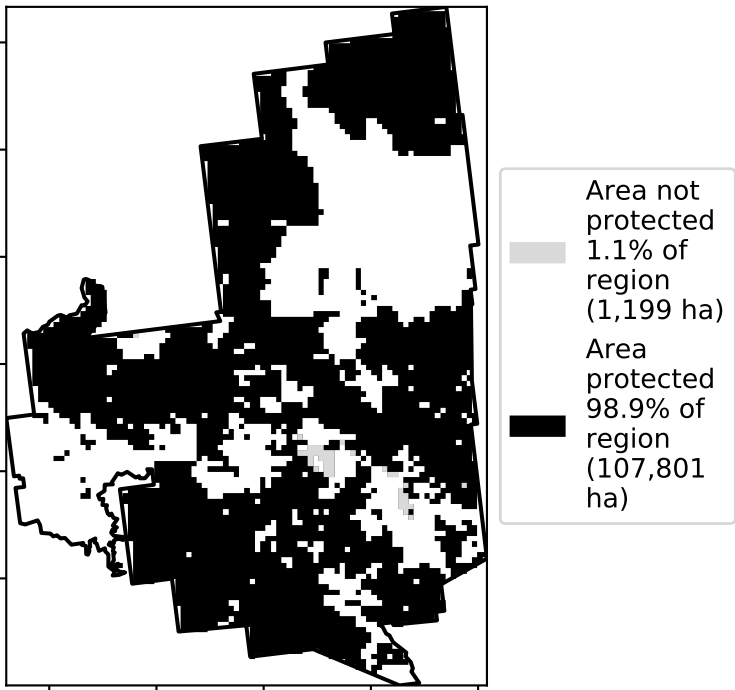 Area not
protected
1.1% of
region
(1,199 ha)
Area
protected
98.9% of
region
(107,801
ha)